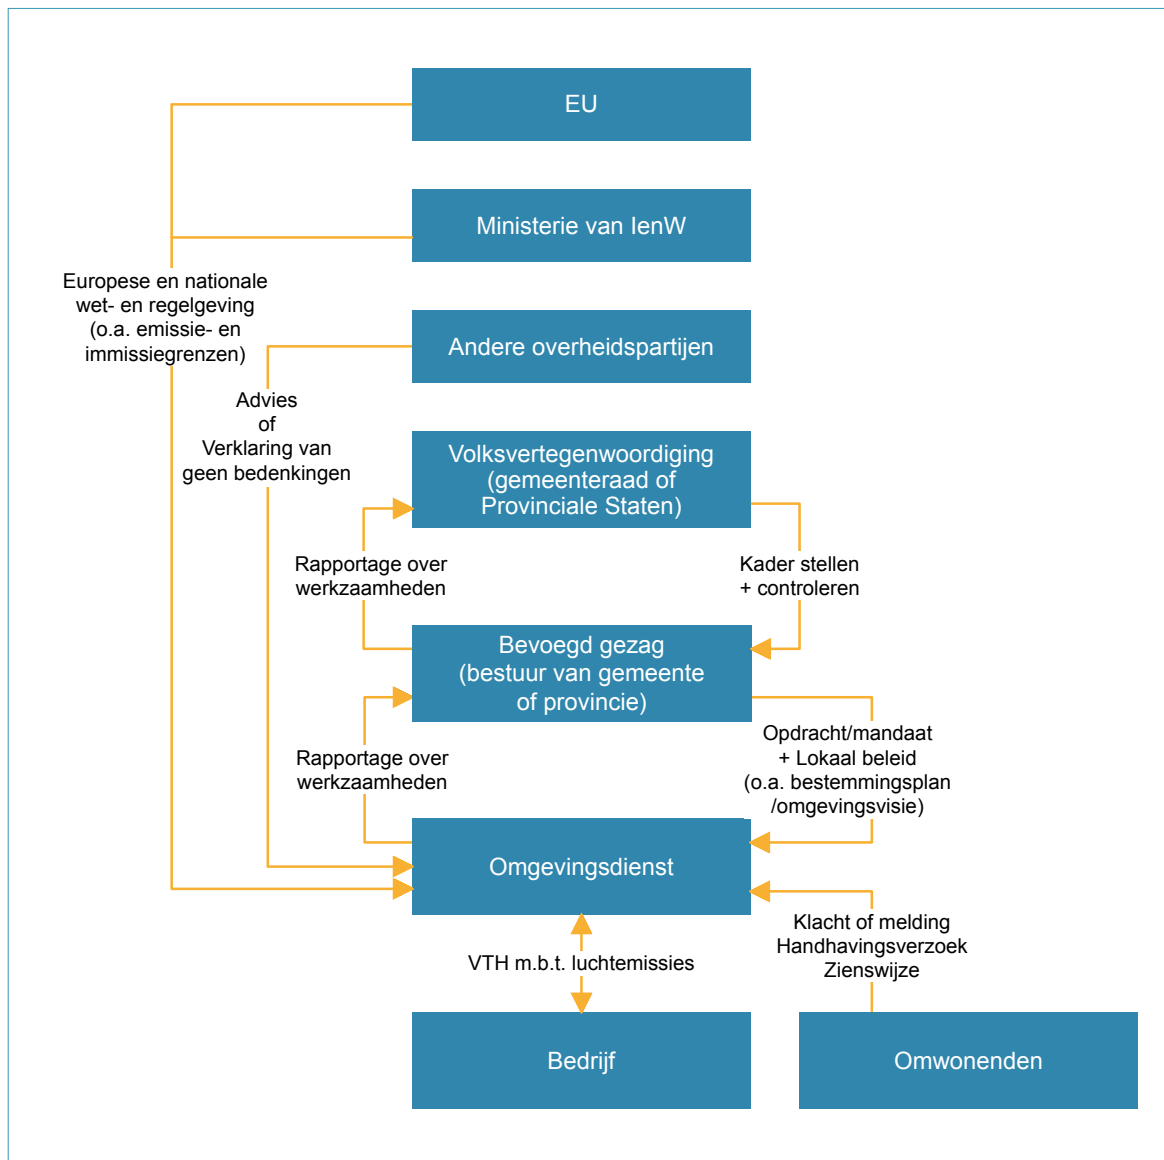 EU
Ministerie van IenW
Europese en nationale
wet- en regelgeving
(o.a. emissie- en
immissiegrenzen)
Andere overheidspartijen
Advies
of
Verklaring van
geen bedenkingen
Volksvertegenwoordiging
(gemeenteraad of
Provinciale Staten)
Rapportage over
werkzaamheden
Kader stellen
+ controleren
Bevoegd gezag
(bestuur van gemeente
of provincie)
Rapportage over
werkzaamheden
Opdracht/mandaat
+ Lokaal beleid
(o.a. bestemmingsplan
/omgevingsvisie)
Omgevingsdienst
Klacht of melding
Handhavingsverzoek
Zienswijze
VTH m.b.t. luchtemissies
Bedrijf
Omwonenden